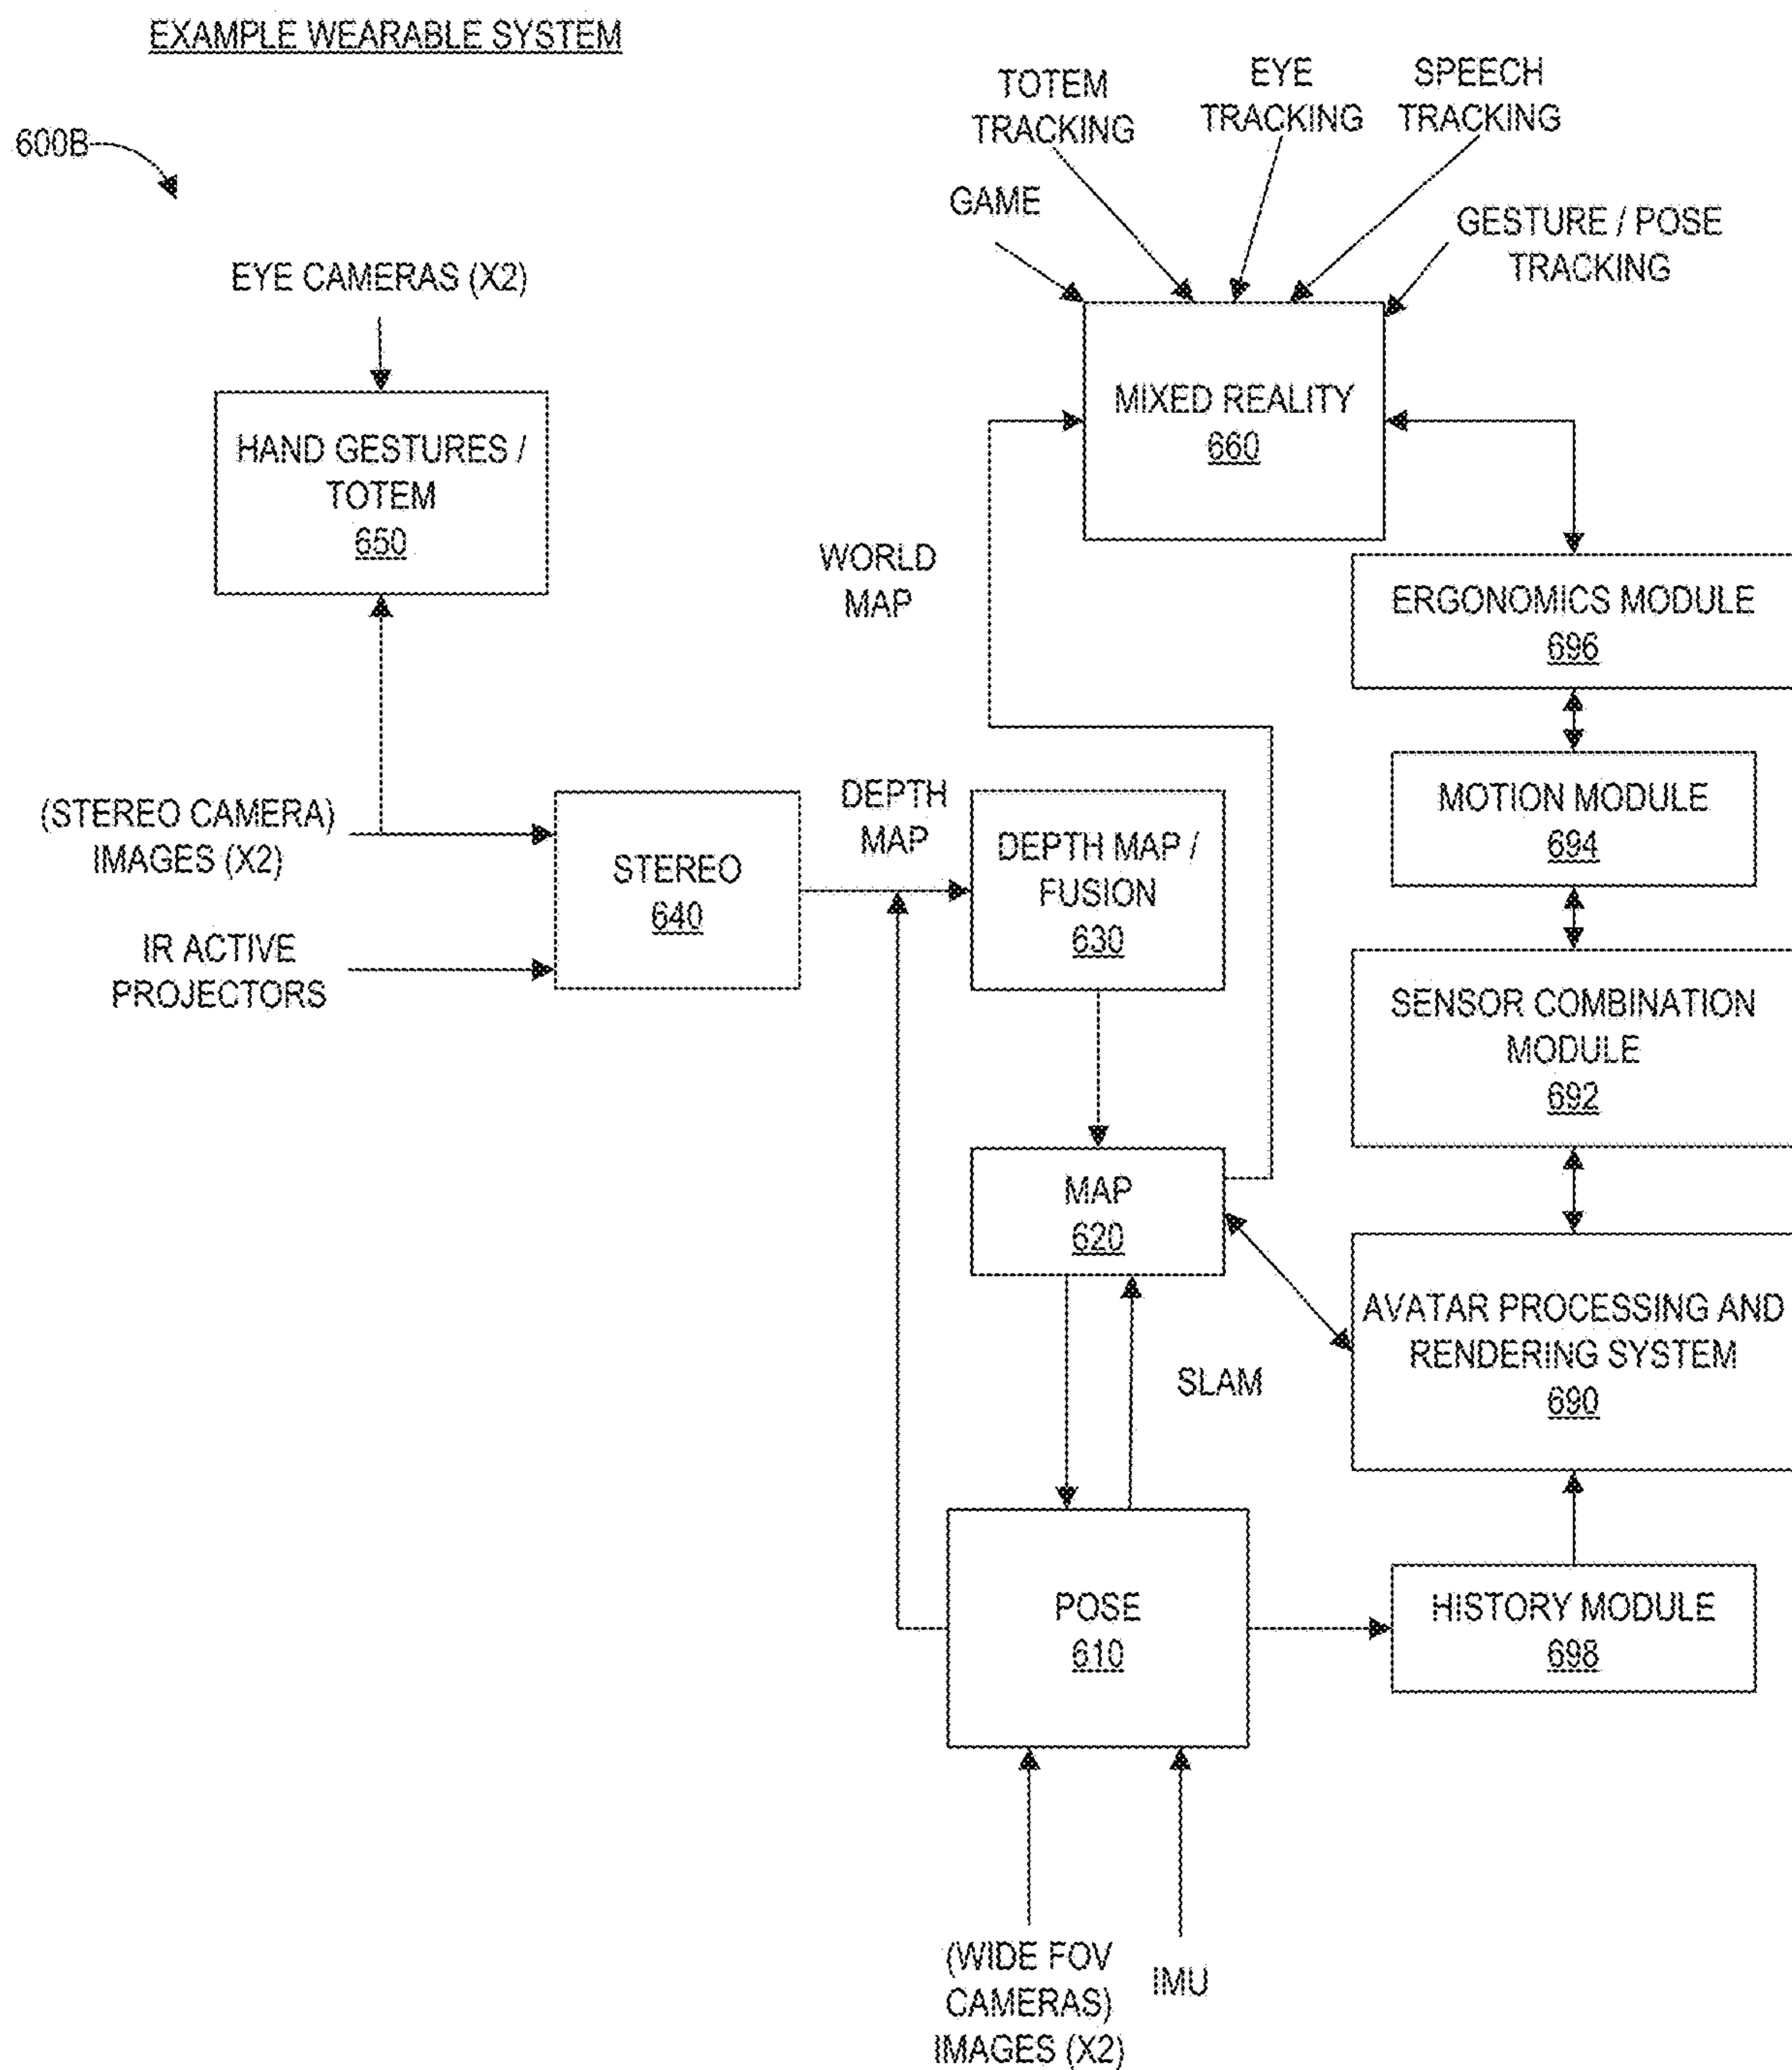 EXAMPLE WEARABLE SYSTEM
600B
TOTEM
TRACKING
EYE
TRACKING
SPEECH
TRACKING
GAME
GESTURE / POSE
TRACKING
EYE CAMERAS (X2)
HAND GESTURES /
TOTEM
650
MIXED REALITY
660
WORLD
MAP
ERGONOMICS MODULE
696
MOTION MODULE
694
(STEREO CAMERA)
IMAGES (X2)
IR ACTIVE
PROJECTORS
STEREO
640
DEPTH
MAP
DEPTH MAP /
FUSION
630
SENSOR COMBINATION
MODULE
692
MAP
620
AVATAR PROCESSING AND
RENDERING SYSTEM
690
SLAM
POSE
610
HISTORY MODULE
698
(WIDE FOV
CAMERAS)
IMAGES (X2)
IMU